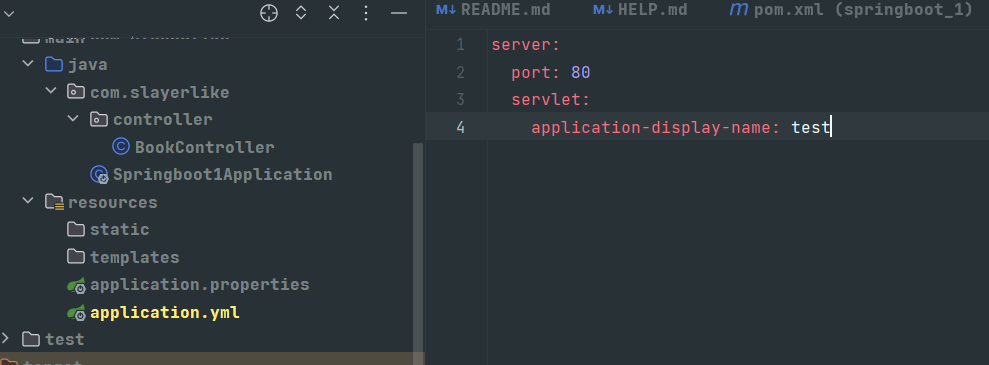 README.md
HELP.md
pom.xml (springboot_1)
main
java
com.slayerlike
controller
BookController
Springboot1Application
resources
static
templates
application.properties
application.yml
test
1 server:
2 port: 80
3 servlet:
4 application-display-name: test